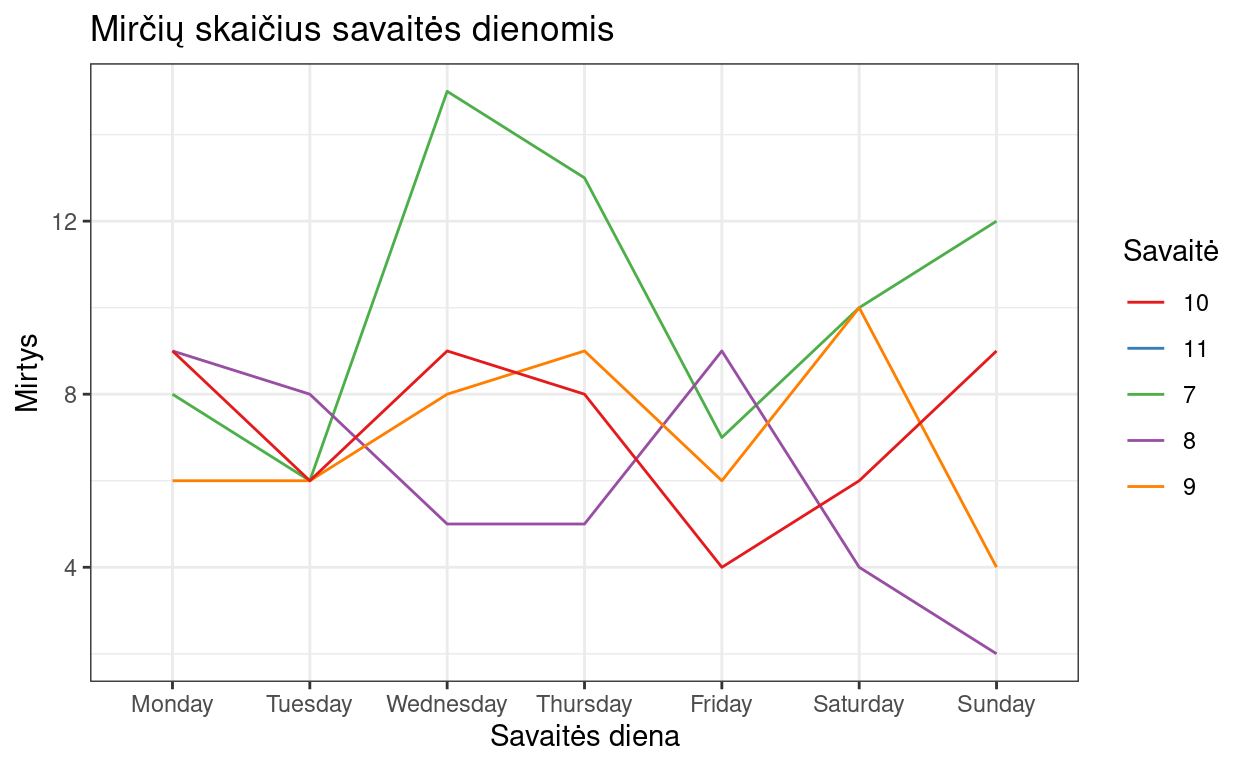 Mirčių skaičius savaitės dienomis
Mirtys
12
8
4
Monday Tuesday Wednesday Thursday Friday Saturday Sunday
Savaitės diena
Savaitė
10
11
7
8
9